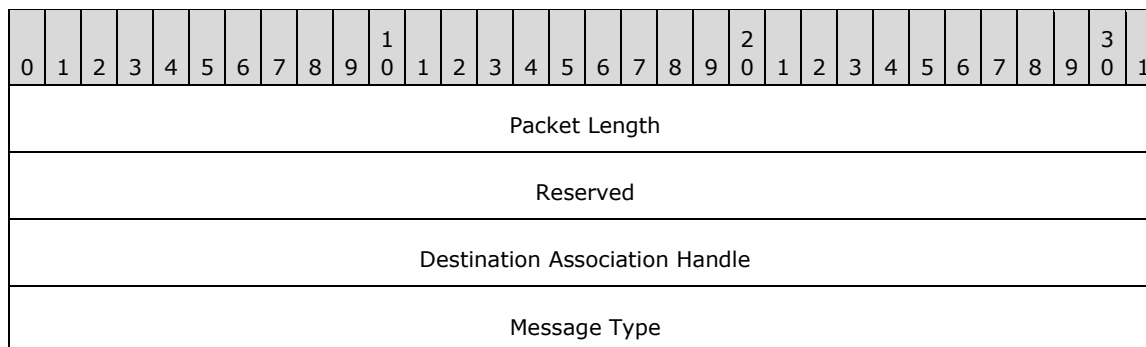 1 2 3
0 1 2 3 4 5 6 7 8 9 0 1 2 3 4 5 6 7 8 9 0 1 2 3 4 5 6 7 8 9 0 1
Packet Length
Reserved
Destination Association Handle
Message Type